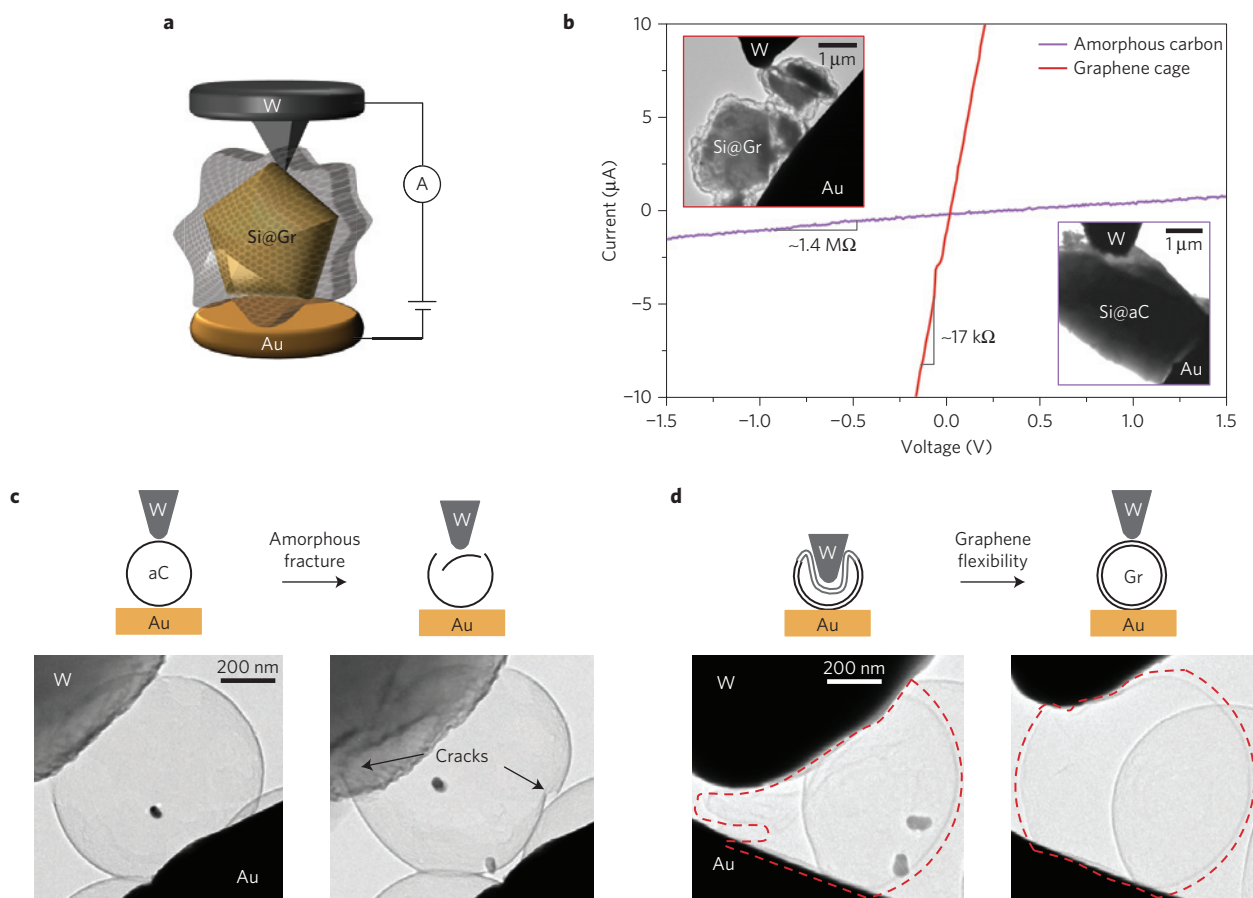 a
W
A
Si@Gr
Au
b
10
5
0
−5
−10
Current (μA)
−1.5
−1.0
−0.5
0.0
0.5
1.0
1.5
Voltage (V)
Amorphous carbon
Graphene cage
W
1 μm
Si@Gr
Au
~1.4 MΩ
~17 kΩ
W
1 μm
Si@aC
Au
c
W
aC
Au
Amorphous
fracture
W
Au
W
200 nm
Au
Cracks
d
W
Au
Graphene
flexibility
W
Gr
Au
W
200 nm
Au